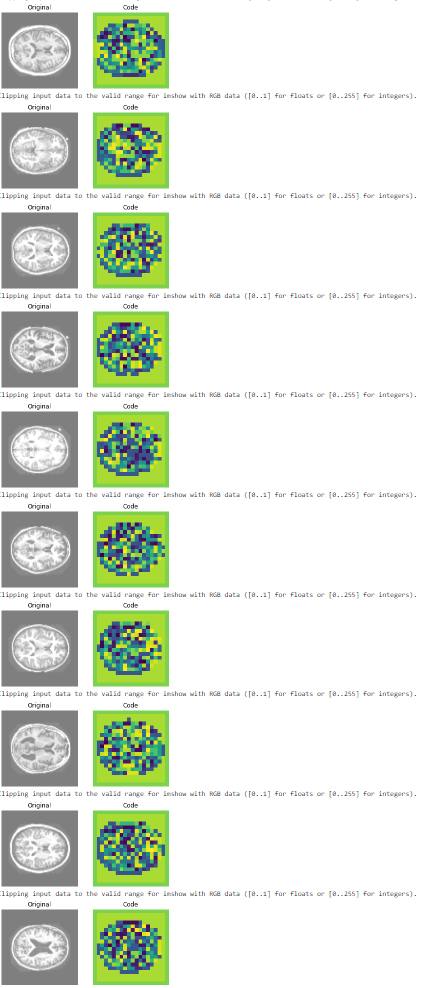 Original Code
Clipping input data to the valid range for imshow with RGB data ([0..1] for floats or [0..255] for integers).
Original Code
Clipping input data to the valid range for imshow with RGB data ([0..1] for floats or [0..255] for integers).
Original Code
Clipping input data to the valid range for imshow with RGB data ([0..1] for floats or [0..255] for integers).
Original Code
Clipping input data to the valid range for imshow with RGB data ([0..1] for floats or [0..255] for integers).
Original Code
Clipping input data to the valid range for imshow with RGB data ([0..1] for floats or [0..255] for integers).
Original Code
Clipping input data to the valid range for imshow with RGB data ([0..1] for floats or [0..255] for integers).
Original Code
Clipping input data to the valid range for imshow with RGB data ([0..1] for floats or [0..255] for integers).
Original Code
Clipping input data to the valid range for imshow with RGB data ([0..1] for floats or [0..255] for integers).
Original Code
Clipping input data to the valid range for imshow with RGB data ([0..1] for floats or [0..255] for integers).
Original Code